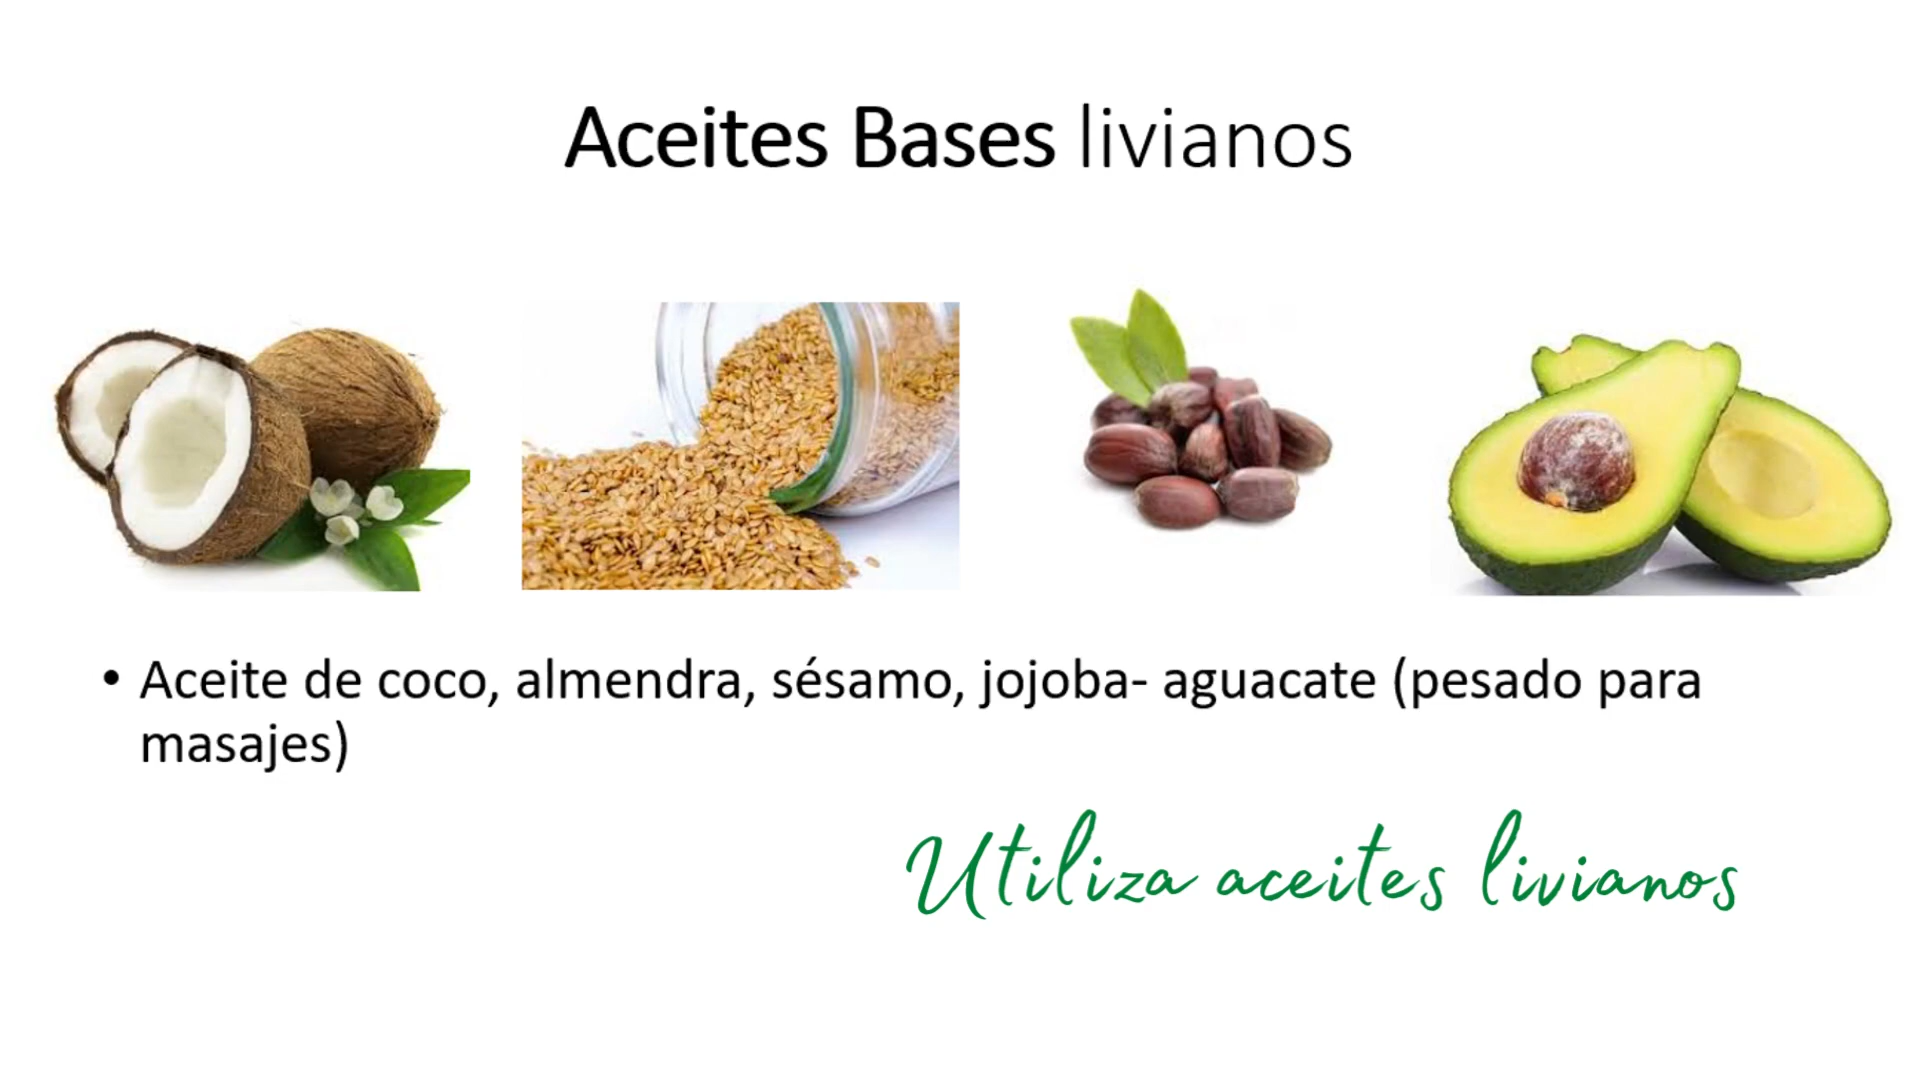 Aceites Bases livianos
• Aceite de coco, almendra, sésamo, jojoba- aguacate (pesado para
masajes)
Utiliza aceites livianos